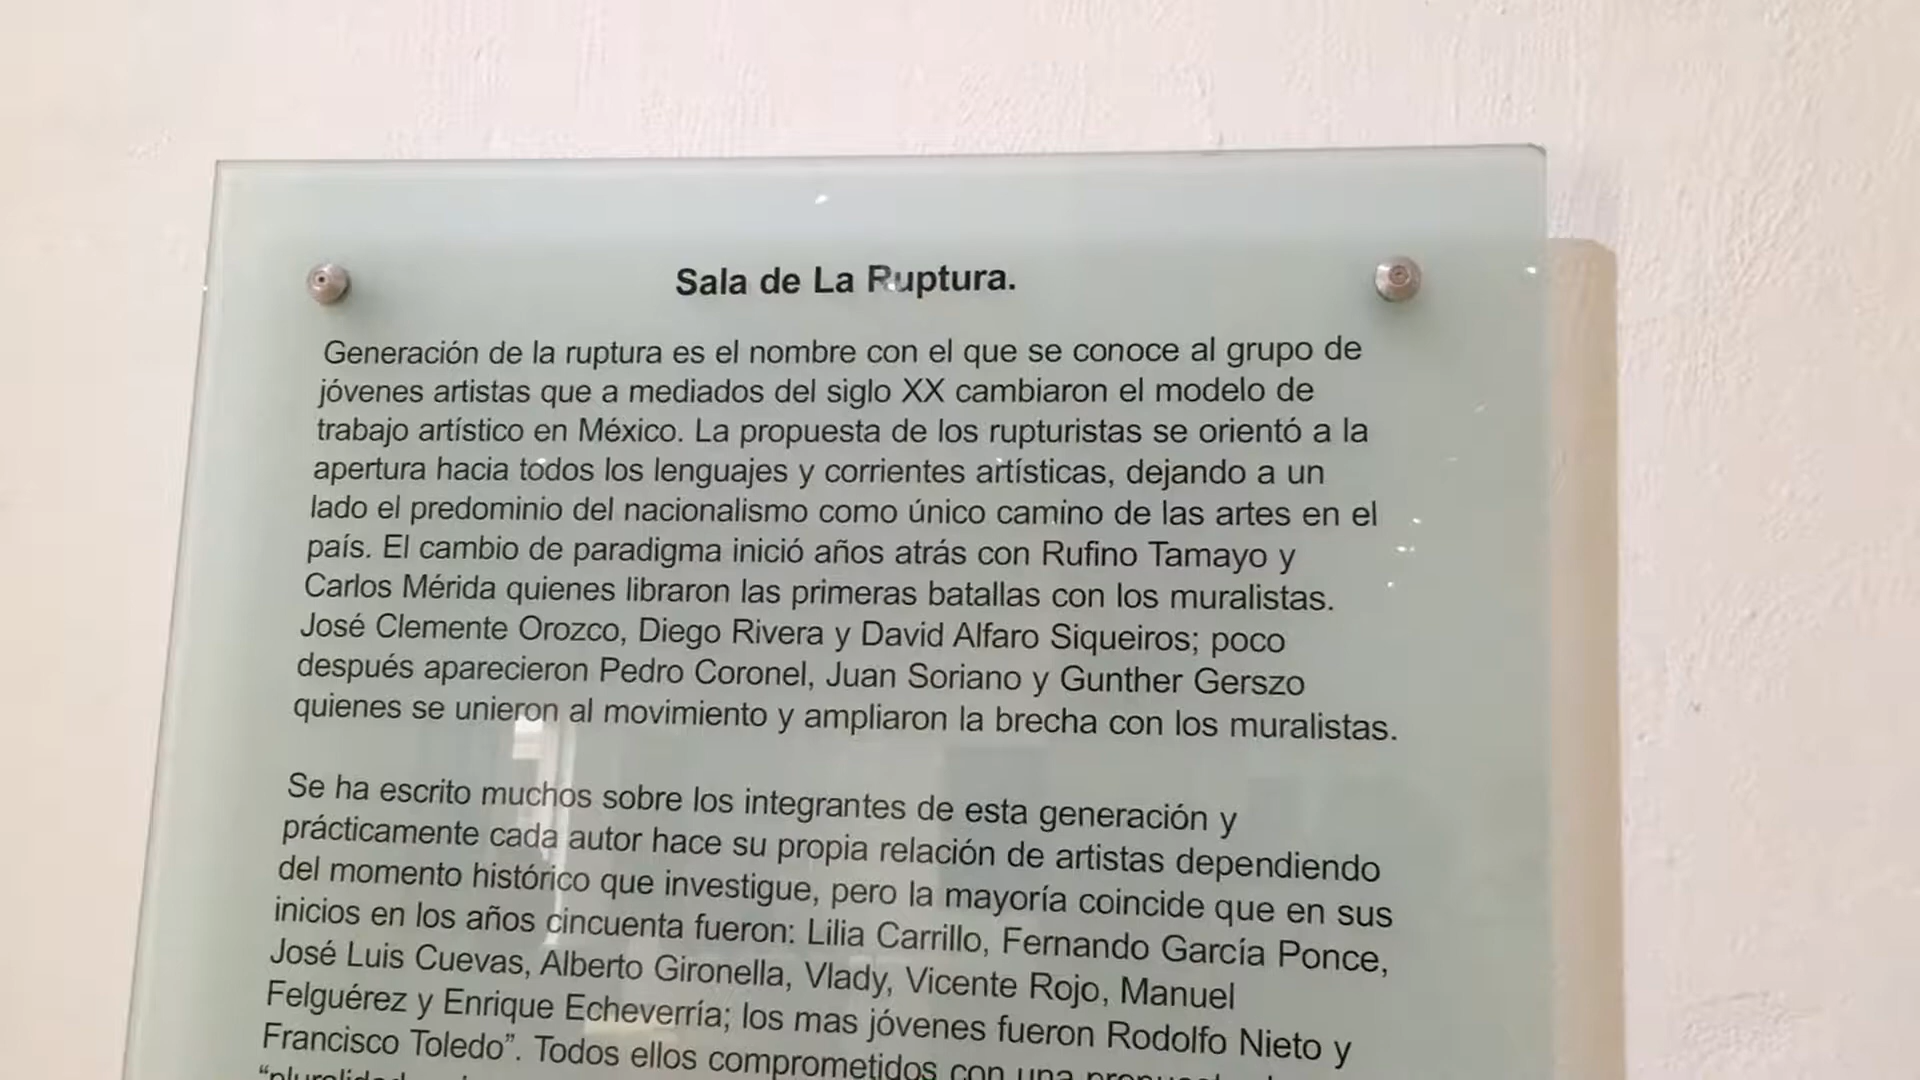 Sala de La Ruptura.
Generación de la ruptura es el nombre con el que se conoce al grupo de
jóvenes artistas que a mediados del siglo XX cambiaron el modelo de
trabajo artístico en México. La propuesta de los rupturistas se orientó a la
apertura hacia todos los lenguajes y corrientes artísticas, dejando a un
lado el predominio del nacionalismo como único camino de las artes en el
país. El cambio de paradigma inició años atrás con Rufino Tamayo y
Carlos Mérida quienes libraron las primeras batallas con los muralistas.
José Clemente Orozco, Diego Rivera y David Alfaro Siqueiros; poco
después aparecieron Pedro Coronel, Juan Soriano y Gunther Gerszo
quienes se unieron al movimiento y ampliaron la brecha con los muralistas.
Se ha escrito muchos sobre los integrantes de esta generación y
prácticamente cada autor hace su propia relación de artistas dependiendo
del momento histórico que investigue, pero la mayoría coincide que en sus
inicios en los años cincuenta fueron: Lilia Carrillo, Fernando García Ponce,
José Luis Cuevas, Alberto Gironella, Vlady, Vicente Rojo, Manuel
Felguérez y Enrique Echeverría; los mas jóvenes fueron Rodolfo Nieto y
Francisco Toledo”. Todos ellos comprometidos con una